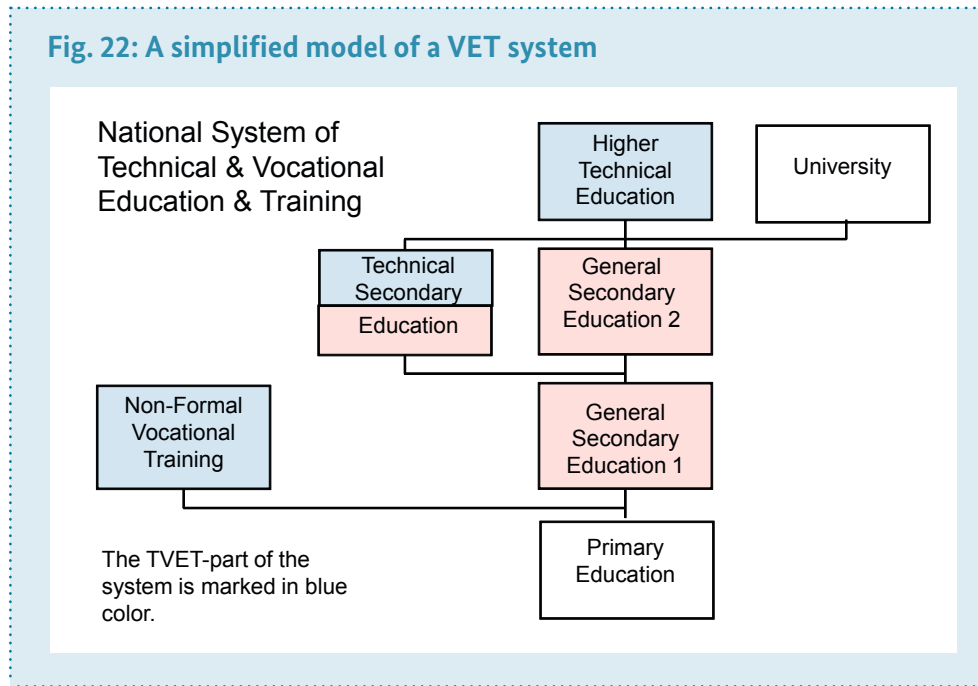 Fig. 22: A simplified model of a VET system
National System of
Technical & Vocational
Education & Training
Higher
Technical
Education
University
Technical
Secondary
Education
General
Secondary
Education 2
Non-Formal
Vocational
Training
General
Secondary
Education 1
Primary
Education
The TVET-part of the
system is marked in blue
color.